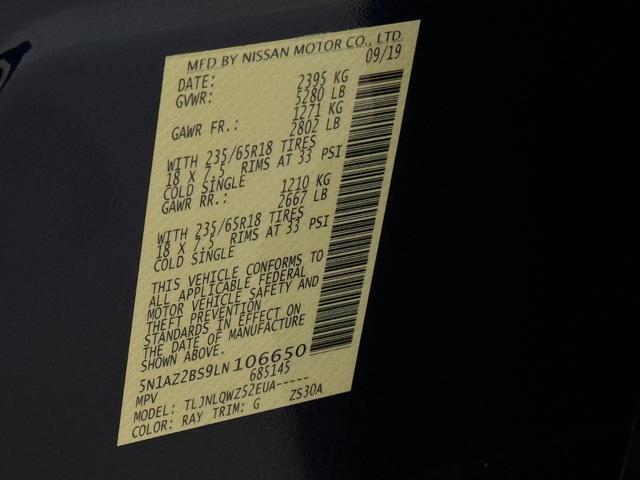 MFD BY NISSAN MOTOR CO., LTD.
DATE: 09/19
GVWR: 2395 KG
5280 LB
GAWR FR.: 1271 KG
2802 LB
WITH 235/65R18 TIRES
18 X 7.5 RIMS AT 33 PSI
COLD SINGLE
GAWR RR.: 1210 KG
2667 LB
WITH 235/65R18 TIRES
18 X 7.5 RIMS AT 33 PSI
COLD SINGLE
THIS VEHICLE CONFORMS TO
ALL APPLICABLE FEDERAL
MOTOR VEHICLE SAFETY AND
THEFT PREVENTION
STANDARDS IN EFFECT ON
THE DATE OF MANUFACTURE
SHOWN ABOVE.
5N1AZ2BS9LN106650
MPV 685145
MODEL: TLJNLQWZ52EUA-----
COLOR: RAY TRIM: G ZS30A